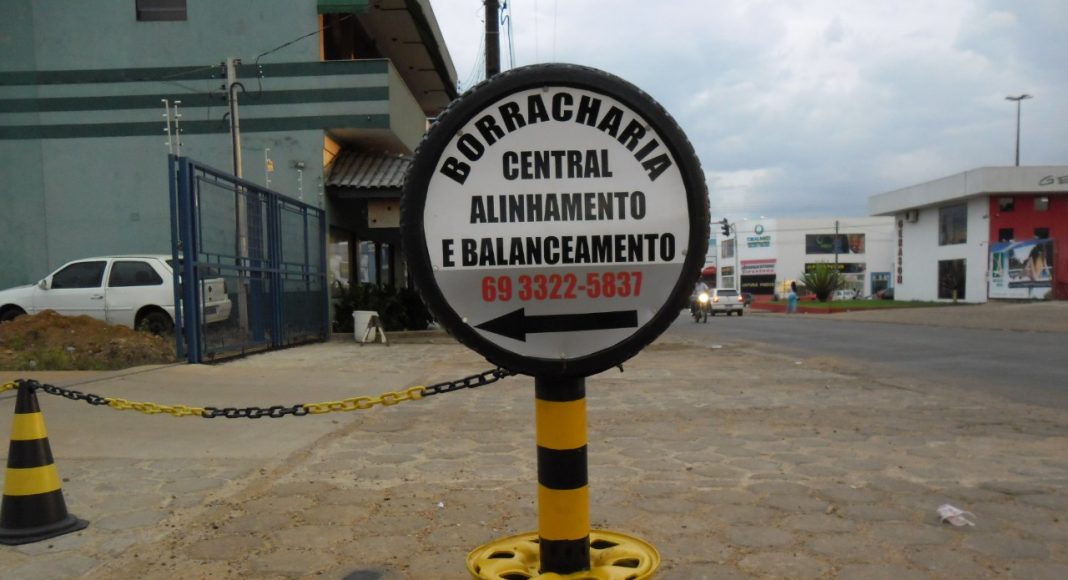 BORRACHARIA
CENTRAL
ALINHAMENTO
E BALANCEAMENTO
69 3322-5837